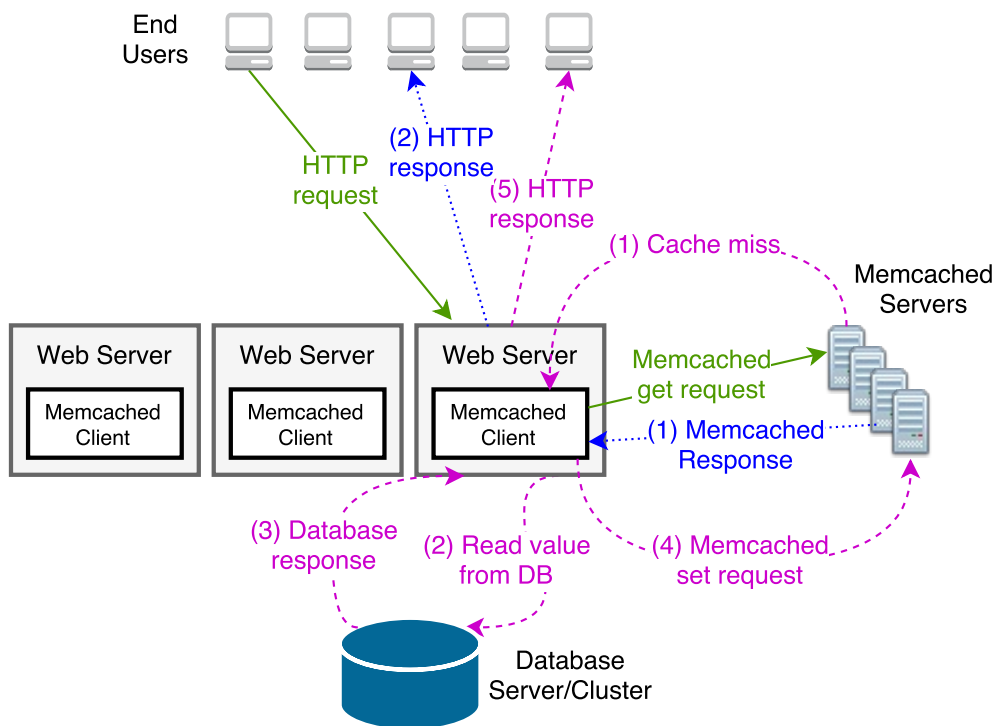 End
Users
(2) HTTP
response
HTTP
request
(5) HTTP
response
(1) Cache miss
Memcached
Servers
Web Server
Memcached
Client
Web Server
Memcached
Client
Web Server
Memcached
Client
Memcached
get request
(1) Memcached
Response
(3) Database
response
(2) Read value
from DB
(4) Memcached
set request
Database
Server/Cluster